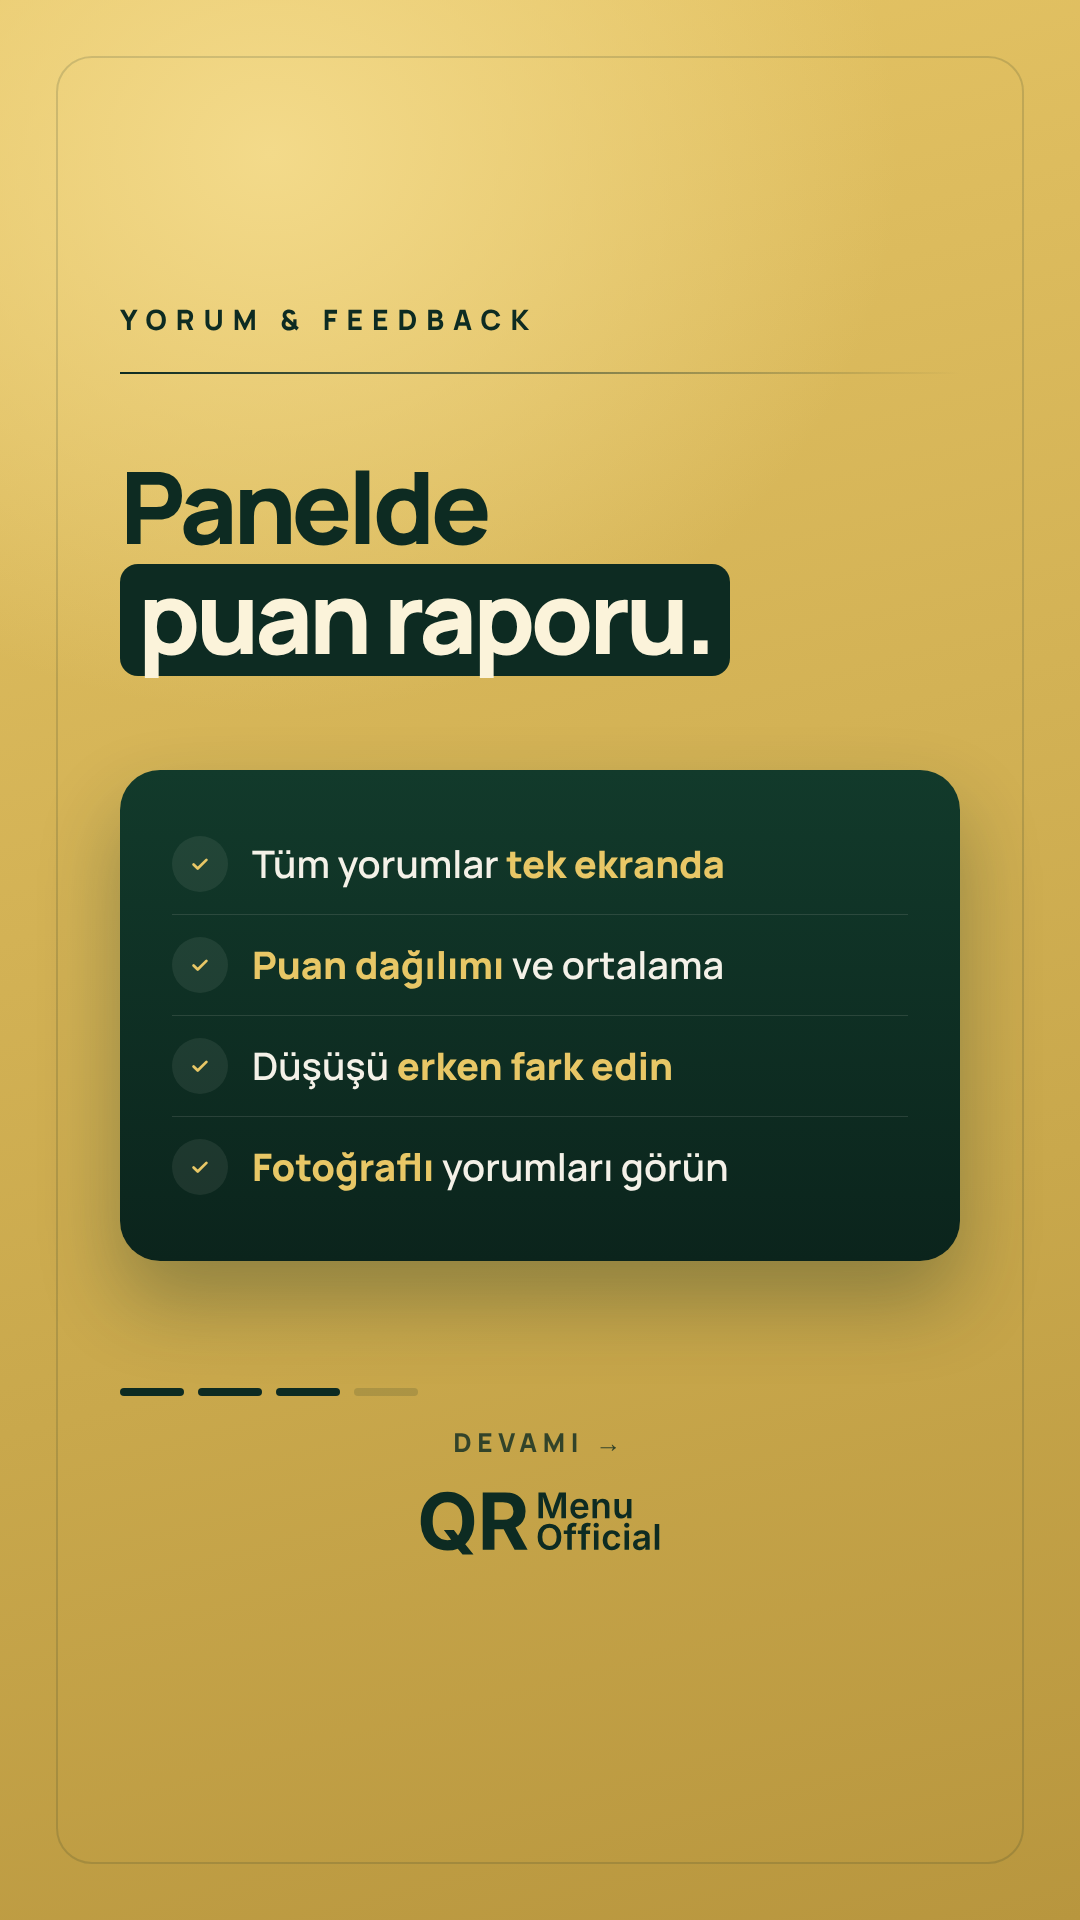 YORUM & FEEDBACK
Panelde
puan raporu.
Tüm yorumlar tek ekranda
Puan dağılımı ve ortalama
Düşüşü erken fark edin
Fotoğraflı yorumları görün
DEVAMI →
QR Menu
Official